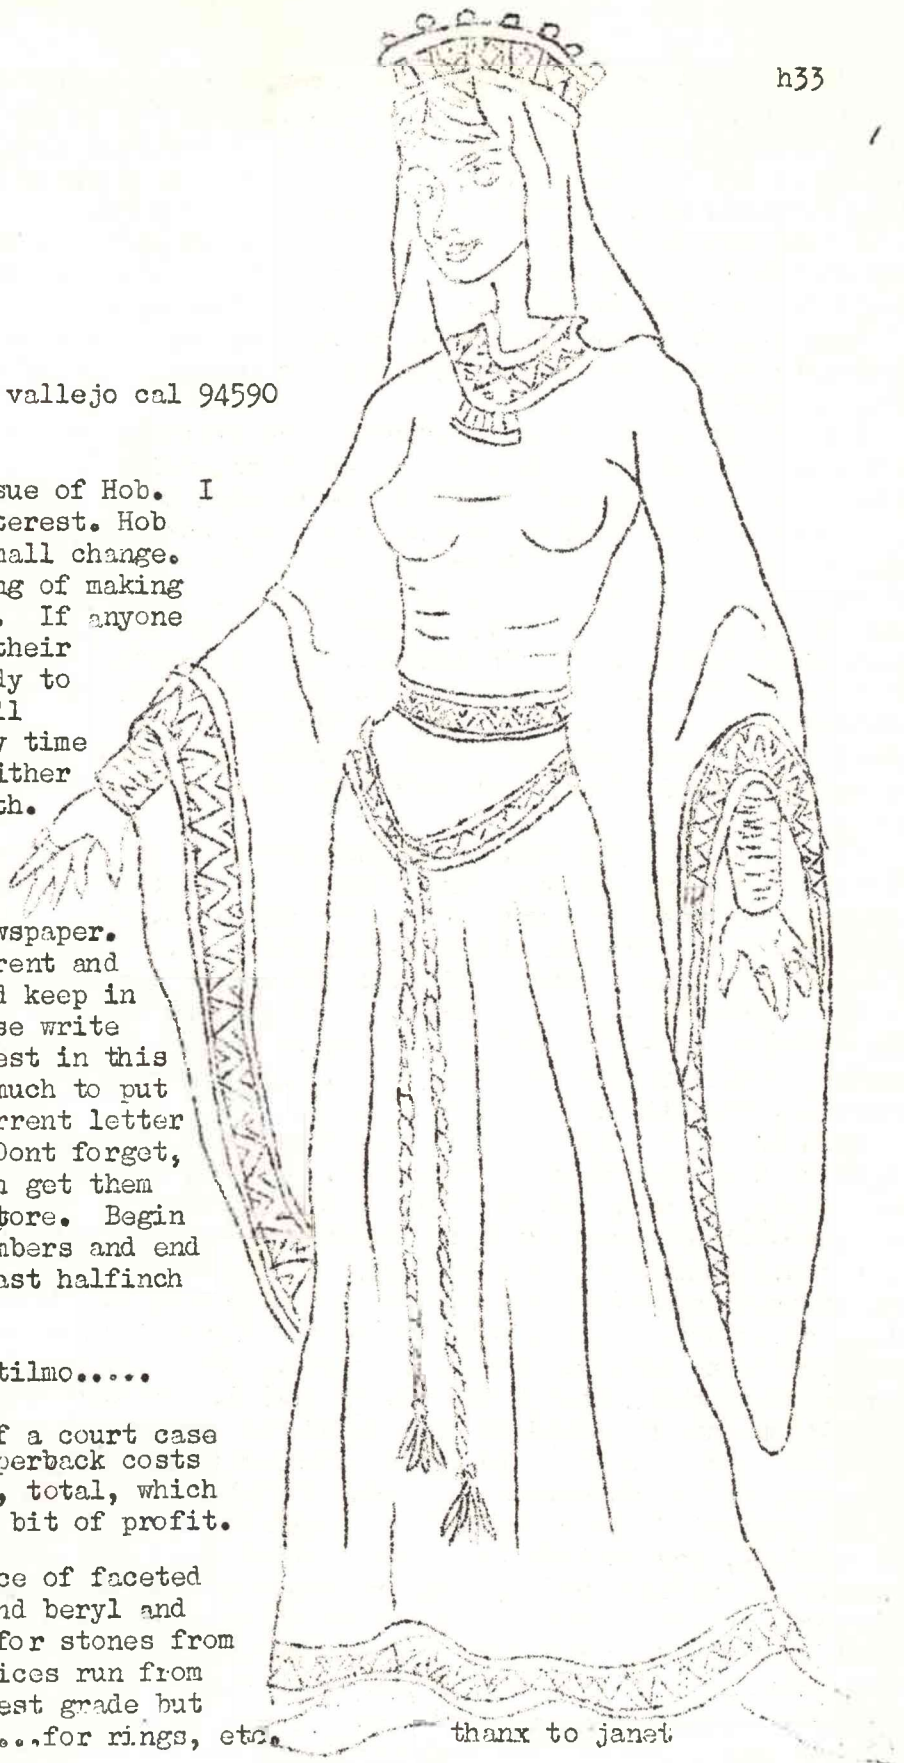 h33
vallejo cal 94590
sue of Hob. I
terest. Hob
mall change.
ng of making
. If anyone
their
ly to
ll
y time
ither
th.
wspaper.
rent and
d keep in
se write
est in this
much to put
rrent letter
Dont forget,
n get them
tore. Begin
mbers and end
ast halfinch
tilmo.....
f a court case
perback costs
, total, which
bit of profit.
ce of faceted
nd beryl and
for stones from
ices run from
est grade but
...for rings, etc.
thanx to janet